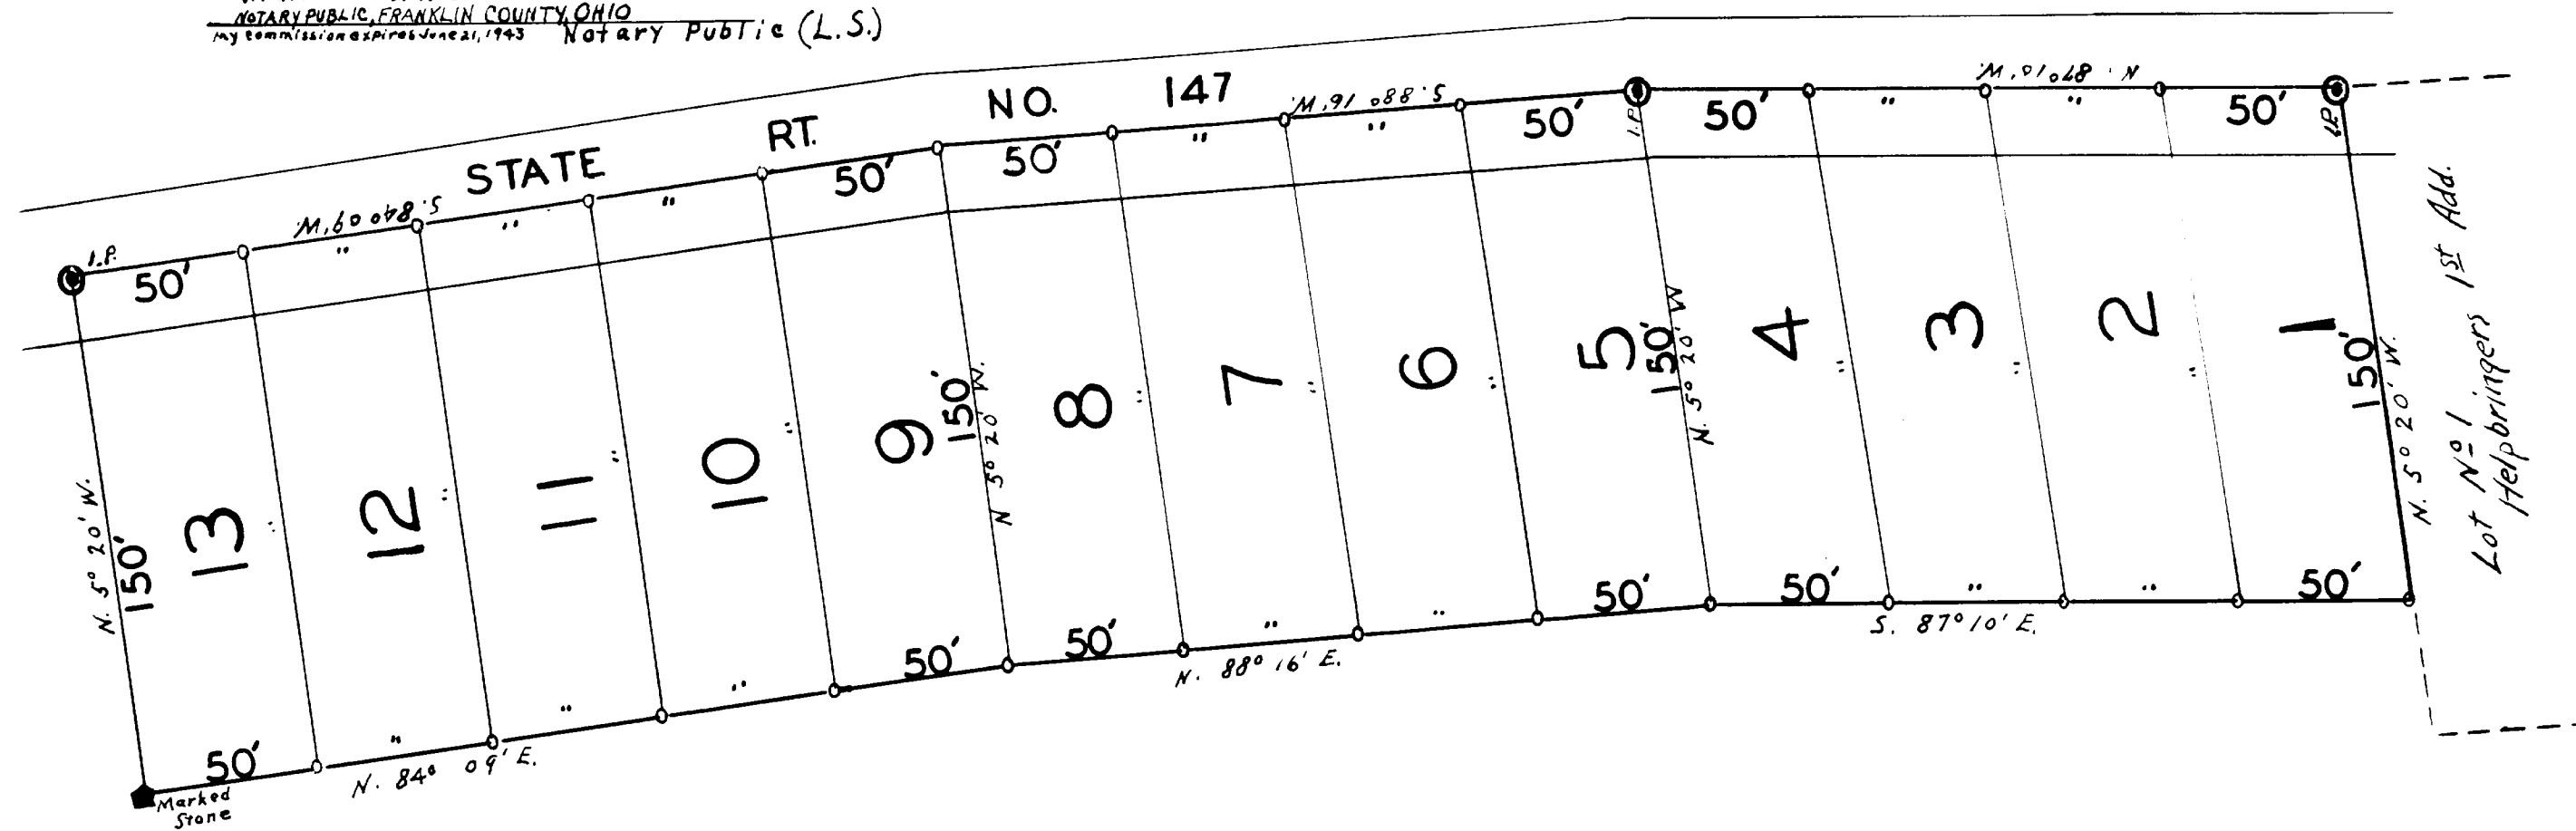 NOTARY PUBLIC, FRANKLIN COUNTY, OHIO
My commission expires June 21, 1943 Notary Public (L.S.)
STATE RT. NO. 147
I.P. S. 84° 09' W. S. 88° 16' W. I.P. N. 87° 10' W. I.P.
50' " " " 50' 50' " " 50' 50' " " 50'
13 12 11 10 9 8 7 6 5 4 3 2 1
N. 5° 20' W.
150'
" " " "
150'
N 5° 20' W.
" " "
150'
N. 5° 20' W
" " "
150'
N. 5° 20' W.
Lot Nº 1
Helpbringers 1st Add.
50' " " " 50' 50' " " 50' 50' " " 50'
N. 84° 09' E. N. 88° 16' E. S. 87° 10' E.
Marked
Stone